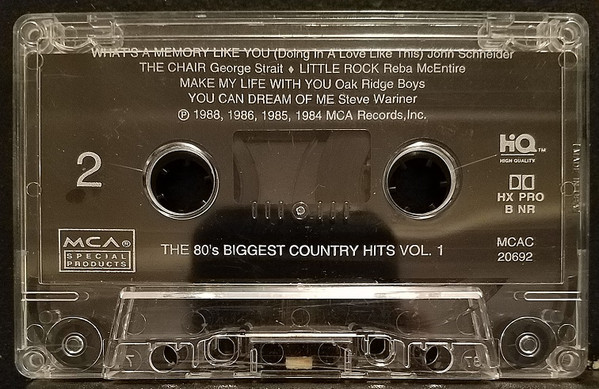 WHAT'S A MEMORY LIKE YOU (Doing In A Love Like This) John Schneider
THE CHAIR George Strait ♦ LITTLE ROCK Reba McEntire
MAKE MY LIFE WITH YOU Oak Ridge Boys
YOU CAN DREAM OF ME Steve Wariner
℗ 1988, 1986, 1985, 1984 MCA Records,Inc.
2
HiQ™
HIGH QUALITY
HX PRO
B NR
MCA®
SPECIAL
PRODUCTS
THE 80's BIGGEST COUNTRY HITS VOL. 1
MCAC
20692